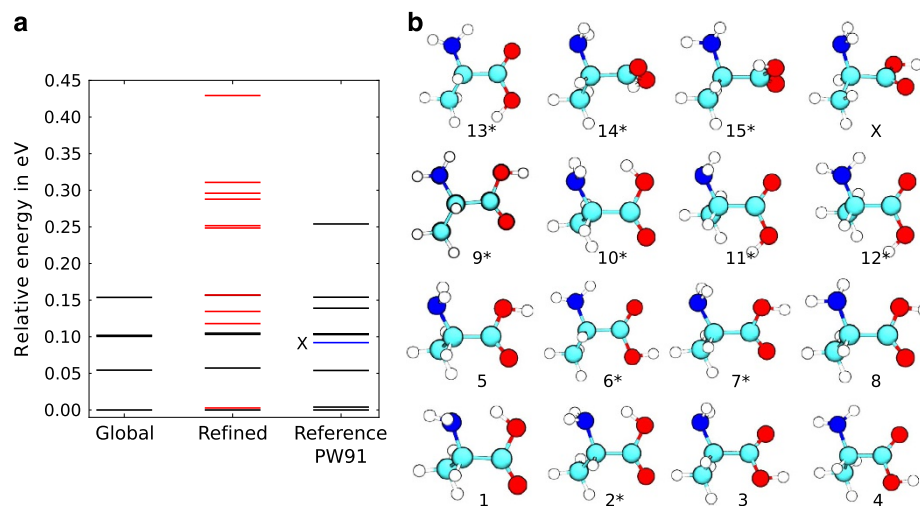 a
0.45
0.40
0.35
0.30
0.25
0.20
0.15
0.10
0.05
0.00
Relative energy in eV
X
Global Refined Reference
PW91
b
13* 14* 15* X
9* 10* 11* 12*
5 6* 7* 8
1 2* 3 4